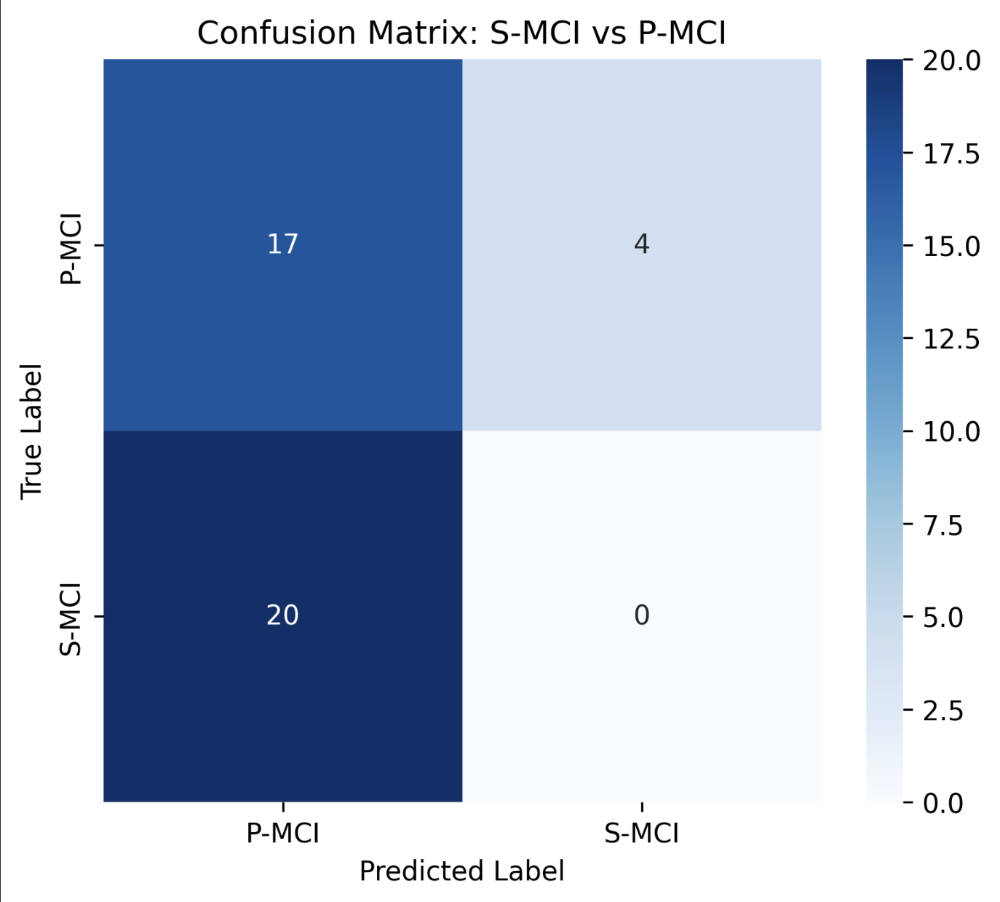 Confusion Matrix: S-MCI vs P-MCI
True Label
P-MCI
S-MCI
17
4
20
0
P-MCI
S-MCI
Predicted Label
20.0
17.5
15.0
12.5
10.0
7.5
5.0
2.5
0.0